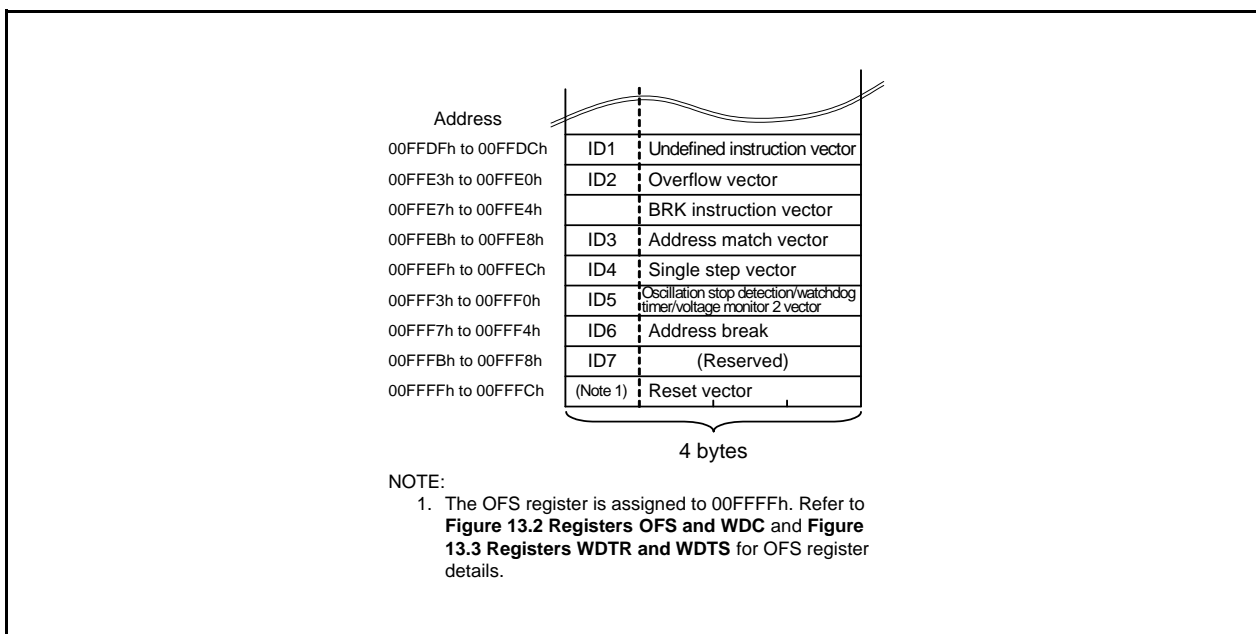 Address
00FFDFh to 00FFDCh ID1 Undefined instruction vector
00FFE3h to 00FFE0h ID2 Overflow vector
00FFE7h to 00FFE4h BRK instruction vector
00FFEBh to 00FFE8h ID3 Address match vector
00FFEFh to 00FFECh ID4 Single step vector
00FFF3h to 00FFF0h ID5 Oscillation stop detection/watchdog
timer/voltage monitor 2 vector
00FFF7h to 00FFF4h ID6 Address break
00FFFBh to 00FFF8h ID7 (Reserved)
00FFFFh to 00FFFCh (Note 1) Reset vector
4 bytes
NOTE:
1. The OFS register is assigned to 00FFFFh. Refer to
Figure 13.2 Registers OFS and WDC and Figure
13.3 Registers WDTR and WDTS for OFS register
details.